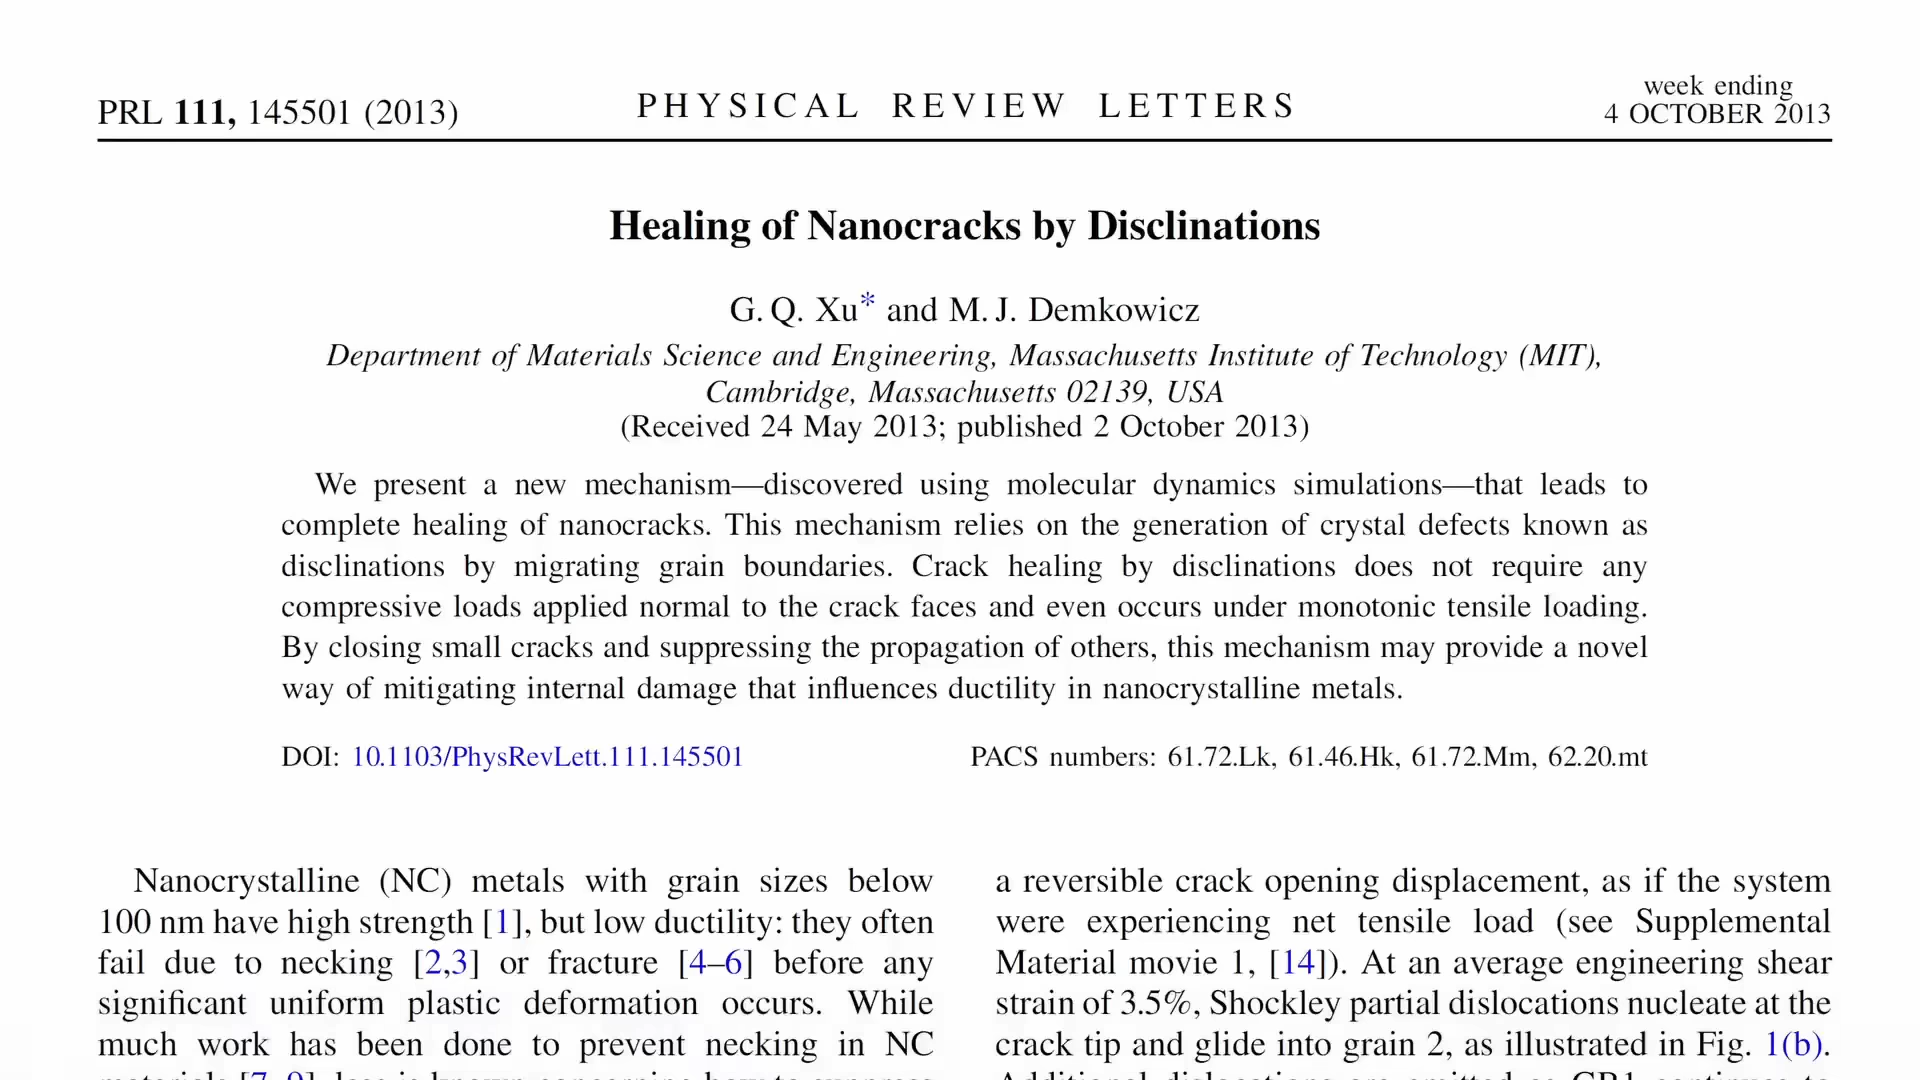 PRL 111, 145501 (2013)
PHYSICAL REVIEW LETTERS
week ending
4 OCTOBER 2013
Healing of Nanocracks by Disclinations
G. Q. Xu* and M. J. Demkowicz
Department of Materials Science and Engineering, Massachusetts Institute of Technology (MIT),
Cambridge, Massachusetts 02139, USA
(Received 24 May 2013; published 2 October 2013)
We present a new mechanism—discovered using molecular dynamics simulations—that leads to
complete healing of nanocracks. This mechanism relies on the generation of crystal defects known as
disclinations by migrating grain boundaries. Crack healing by disclinations does not require any
compressive loads applied normal to the crack faces and even occurs under monotonic tensile loading.
By closing small cracks and suppressing the propagation of others, this mechanism may provide a novel
way of mitigating internal damage that influences ductility in nanocrystalline metals.
DOI: 10.1103/PhysRevLett.111.145501
PACS numbers: 61.72.Lk, 61.46.Hk, 61.72.Mm, 62.20.mt
Nanocrystalline (NC) metals with grain sizes below
100 nm have high strength [1], but low ductility: they often
fail due to necking [2,3] or fracture [4–6] before any
significant uniform plastic deformation occurs. While
much work has been done to prevent necking in NC
a reversible crack opening displacement, as if the system
were experiencing net tensile load (see Supplemental
Material movie 1, [14]). At an average engineering shear
strain of 3.5%, Shockley partial dislocations nucleate at the
crack tip and glide into grain 2, as illustrated in Fig. 1(b).